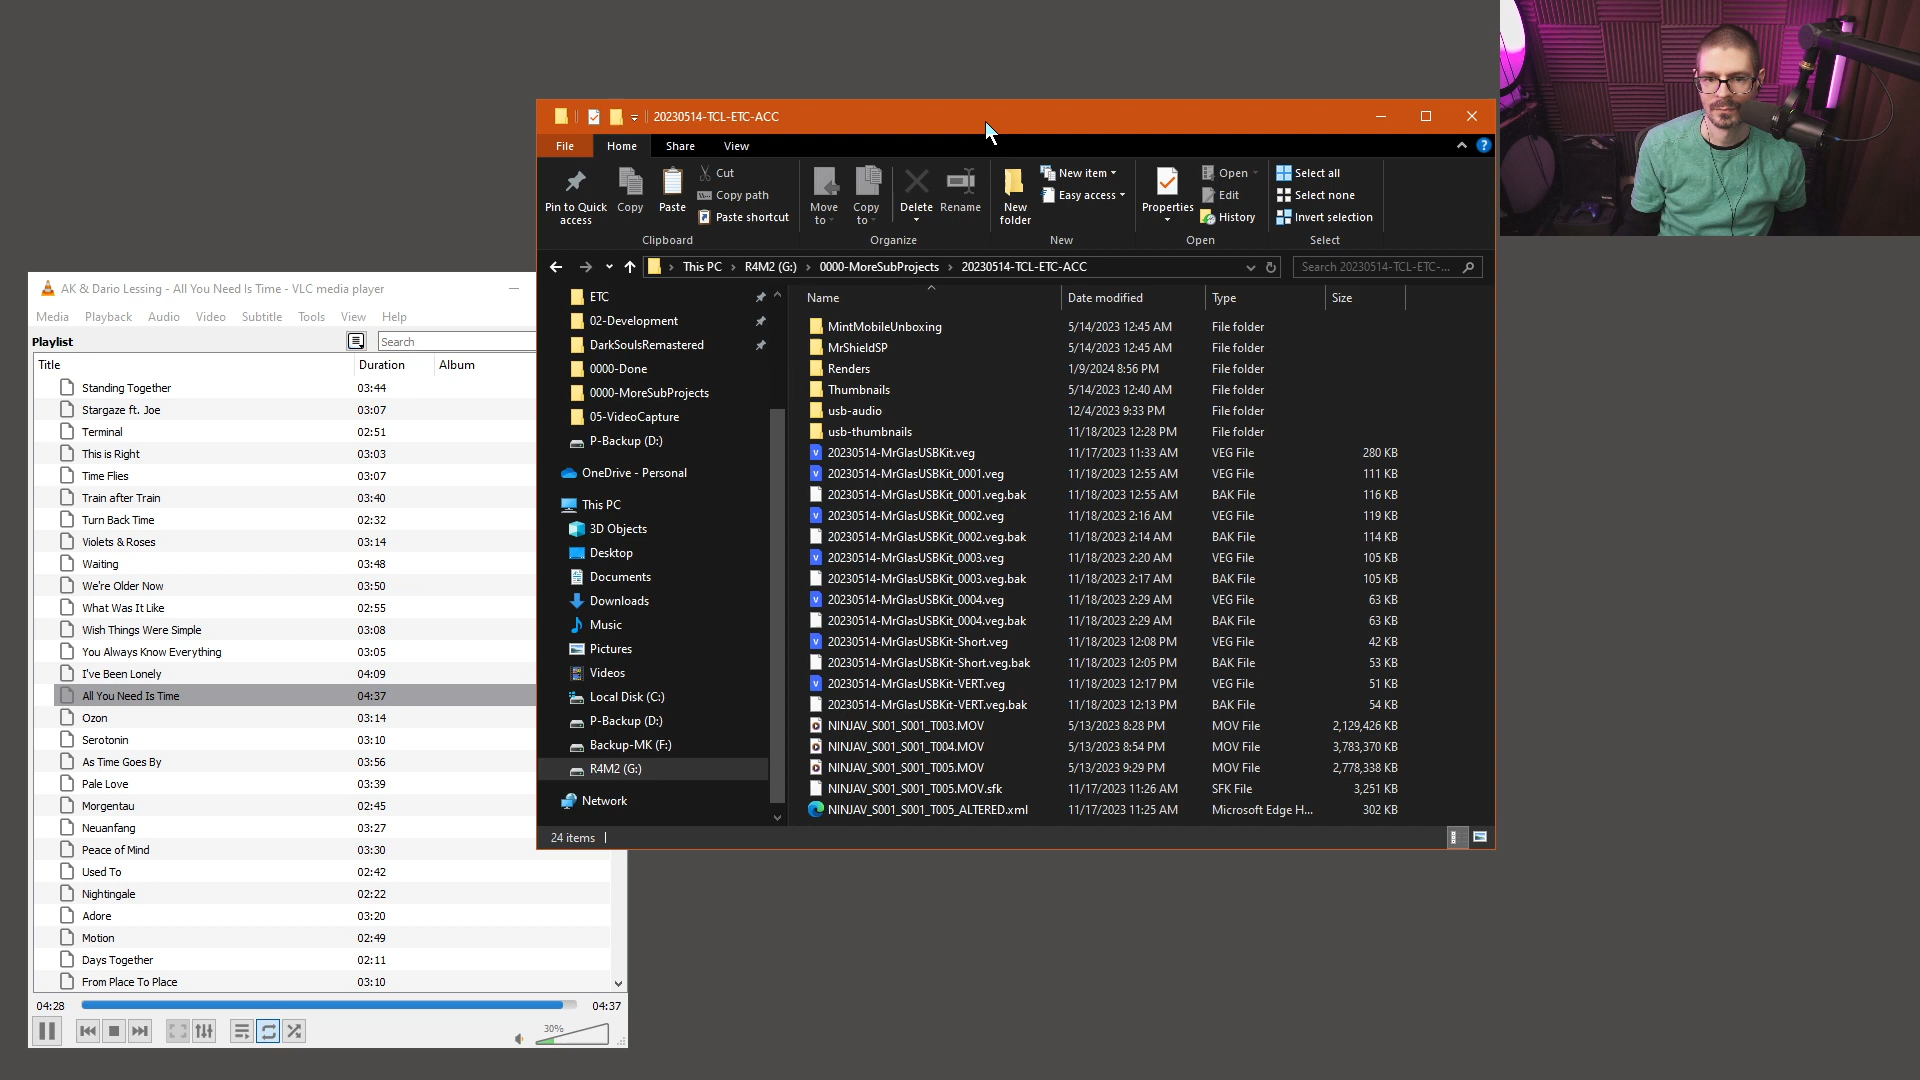 20230514-TCL-ETC-ACC
File Home Share View
Pin to Quick access
Copy
Paste
Cut
Copy path
Paste shortcut
Clipboard
Move to
Copy to
Delete
Rename
Organize
New folder
New item
Easy access
New
Properties
Open
Edit
History
Open
Select all
Select none
Invert selection
Select
This PC > R4M2 (G:) > 0000-MoreSubProjects > 20230514-TCL-ETC-ACC
Search 20230514-TCL-ETC-...
ETC
02-Development
DarkSoulsRemastered
0000-Done
0000-MoreSubProjects
05-VideoCapture
P-Backup (D:)
OneDrive - Personal
This PC
3D Objects
Desktop
Documents
Downloads
Music
Pictures
Videos
Local Disk (C:)
P-Backup (D:)
Backup-MK (F:)
R4M2 (G:)
Network
Name Date modified Type Size
MintMobileUnboxing 5/14/2023 12:45 AM File folder
MrShieldSP 5/14/2023 12:45 AM File folder
Renders 1/9/2024 8:56 PM File folder
Thumbnails 5/14/2023 12:40 AM File folder
usb-audio 12/4/2023 9:33 PM File folder
usb-thumbnails 11/18/2023 12:28 PM File folder
20230514-MrGlasUSBKit.veg 11/17/2023 11:33 AM VEG File 280 KB
20230514-MrGlasUSBKit_0001.veg 11/18/2023 12:55 AM VEG File 111 KB
20230514-MrGlasUSBKit_0001.veg.bak 11/18/2023 12:55 AM BAK File 116 KB
20230514-MrGlasUSBKit_0002.veg 11/18/2023 2:16 AM VEG File 119 KB
20230514-MrGlasUSBKit_0002.veg.bak 11/18/2023 2:14 AM BAK File 114 KB
20230514-MrGlasUSBKit_0003.veg 11/18/2023 2:20 AM VEG File 105 KB
20230514-MrGlasUSBKit_0003.veg.bak 11/18/2023 2:17 AM BAK File 105 KB
20230514-MrGlasUSBKit_0004.veg 11/18/2023 2:29 AM VEG File 63 KB
20230514-MrGlasUSBKit_0004.veg.bak 11/18/2023 2:29 AM BAK File 63 KB
20230514-MrGlasUSBKit-Short.veg 11/18/2023 12:08 PM VEG File 42 KB
20230514-MrGlasUSBKit-Short.veg.bak 11/18/2023 12:05 PM BAK File 53 KB
20230514-MrGlasUSBKit-VERT.veg 11/18/2023 12:17 PM VEG File 51 KB
20230514-MrGlasUSBKit-VERT.veg.bak 11/18/2023 12:13 PM BAK File 54 KB
NINJAV_S001_S001_T003.MOV 5/13/2023 8:28 PM MOV File 2,129,426 KB
NINJAV_S001_S001_T004.MOV 5/13/2023 8:54 PM MOV File 3,783,370 KB
NINJAV_S001_S001_T005.MOV 5/13/2023 9:29 PM MOV File 2,778,338 KB
NINJAV_S001_S001_T005.MOV.sfk 11/17/2023 11:26 AM SFK File 3,251 KB
NINJAV_S001_S001_T005_ALTERED.xml 11/17/2023 11:25 AM Microsoft Edge H... 302 KB
24 items
AK & Dario Lessing - All You Need Is Time - VLC media player
Media Playback Audio Video Subtitle Tools View Help
Playlist
Search
Title Duration Album
Standing Together 03:44
Stargaze ft. Joe 03:07
Terminal 02:51
This is Right 03:03
Time Flies 03:07
Train after Train 03:40
Turn Back Time 02:32
Violets & Roses 03:14
Waiting 03:48
We're Older Now 03:50
What Was It Like 02:55
Wish Things Were Simple 03:08
You Always Know Everything 03:05
I've Been Lonely 04:09
All You Need Is Time 04:37
Ozon 03:14
Serotonin 03:10
As Time Goes By 03:56
Pale Love 03:39
Morgentau 02:45
Neuanfang 03:27
Peace of Mind 03:30
Used To 02:42
Nightingale 02:22
Adore 03:20
Motion 02:49
Days Together 02:11
From Place To Place 03:10
04:28 04:37
30%